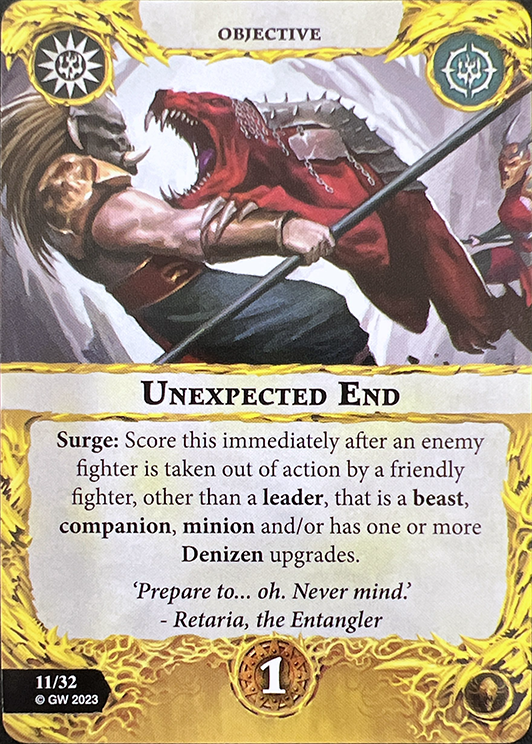 OBJECTIVE
UNEXPECTED END
Surge: Score this immediately after an enemy
fighter is taken out of action by a friendly
fighter, other than a leader, that is a beast,
companion, minion and/or has one or more
Denizen upgrades.
‘Prepare to... oh. Never mind.’
- Retaria, the Entangler
11/32
© GW 2023
1